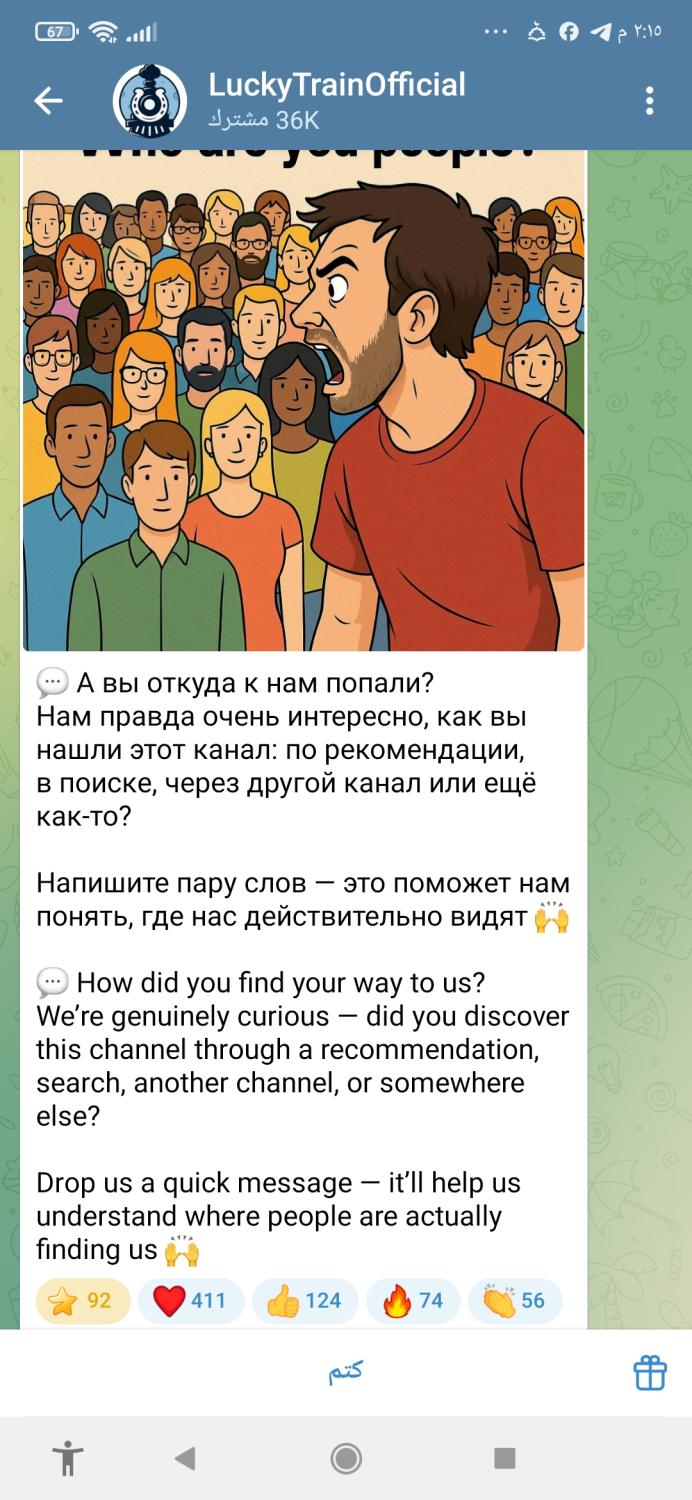 67
٢:١٥ م
LuckyTrainOfficial
36K مشترك
Who are you people?
А вы откуда к нам попали?
Нам правда очень интересно, как вы
нашли этот канал: по рекомендации,
в поиске, через другой канал или ещё
как-то?
Напишите пару слов — это поможет нам
понять, где нас действительно видят 🙌
How did you find your way to us?
We’re genuinely curious — did you discover
this channel through a recommendation,
search, another channel, or somewhere
else?
Drop us a quick message — it’ll help us
understand where people are actually
finding us 🙌
⭐ 92 ❤️ 411 👍 124 🔥 74 👏 56
كتم